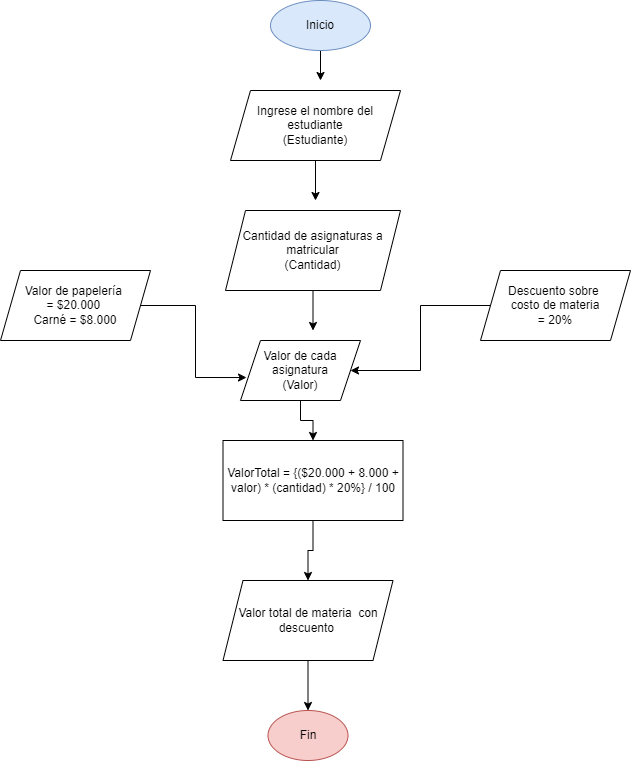 Inicio
Ingrese el nombre del
estudiante
(Estudiante)
Cantidad de asignaturas a
matricular
(Cantidad)
Valor de papelería
= $20.000
Carné = $8.000
Descuento sobre
costo de materia
= 20%
Valor de cada
asignatura
(Valor)
ValorTotal = {($20.000 + 8.000 +
valor) * (cantidad) * 20%} / 100
Valor total de materia con
descuento
Fin